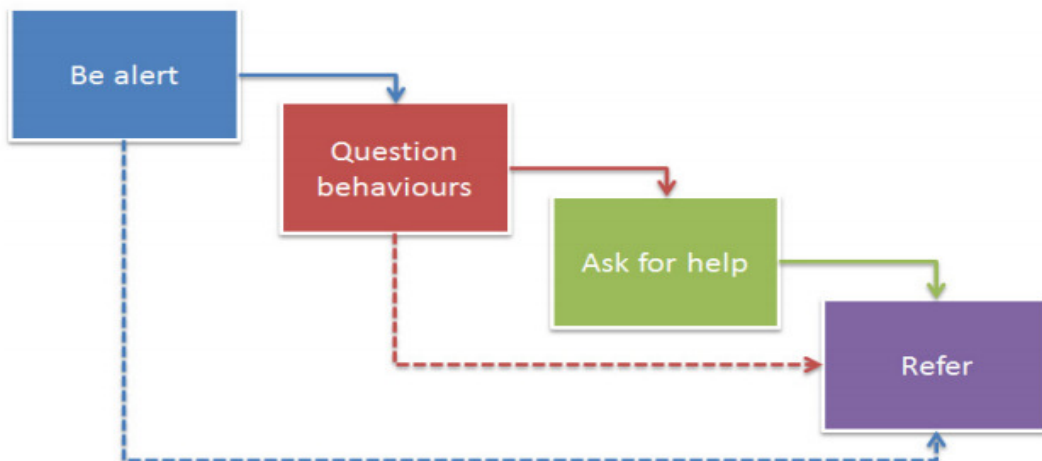 Be alert
Question
behaviours
Ask for help
Refer